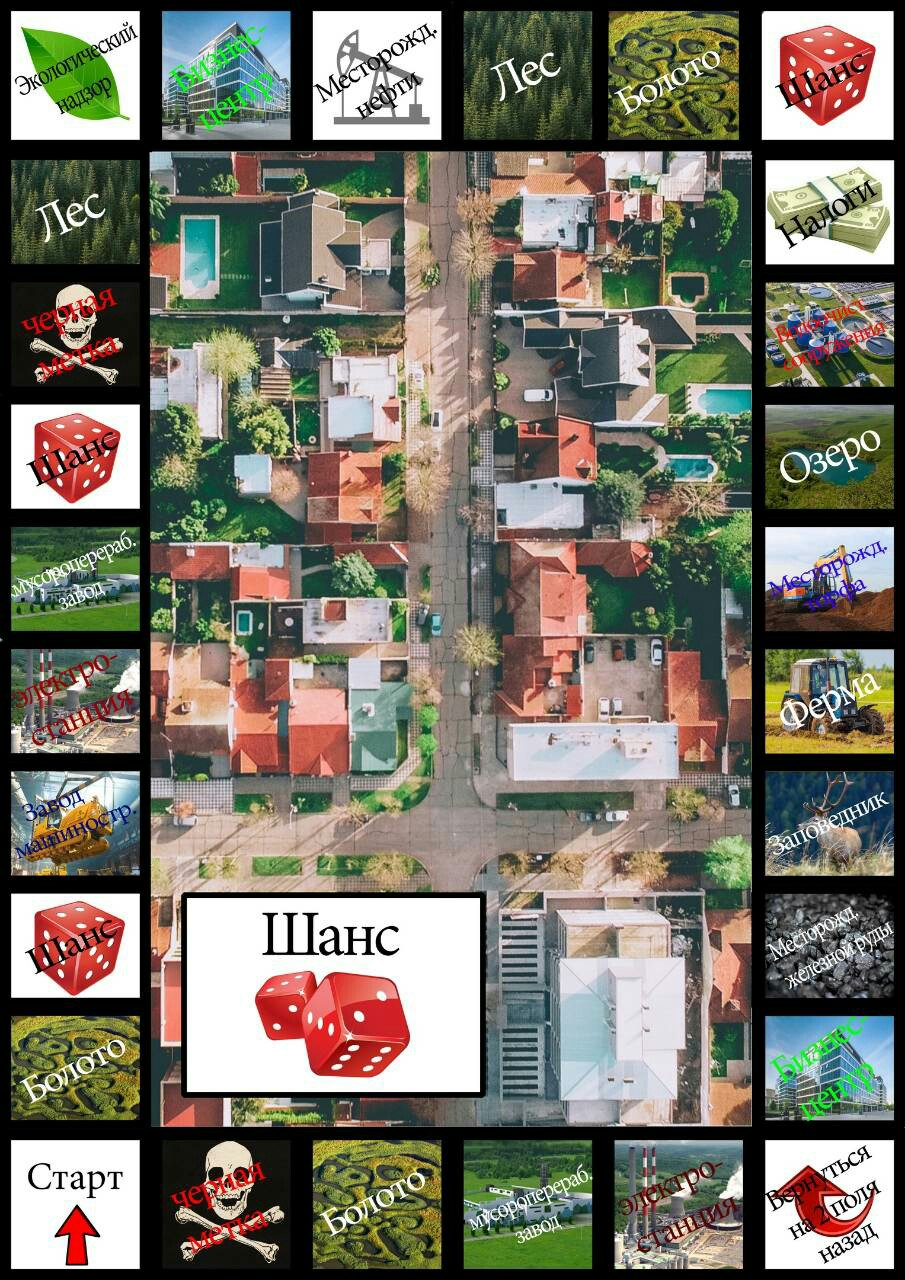 Экологический
надзор
Бизнес-
центр
Месторожд.
нефти
Лес
Болото
Шанс
Лес
Налоги
черная
метка
Водоочист.
сооружения
Шанс
Озеро
мусороперераб.
завод
Месторожд.
торфа
электро-
станция
Ферма
Завод
машиностр.
Заповедник
Шанс
Месторожд.
железной руды
Шанс
Болото
Бизнес-
центр
Старт
черная
метка
Болото
мусороперераб.
завод
электро-
станция
Вернуться
на 2 поля
назад